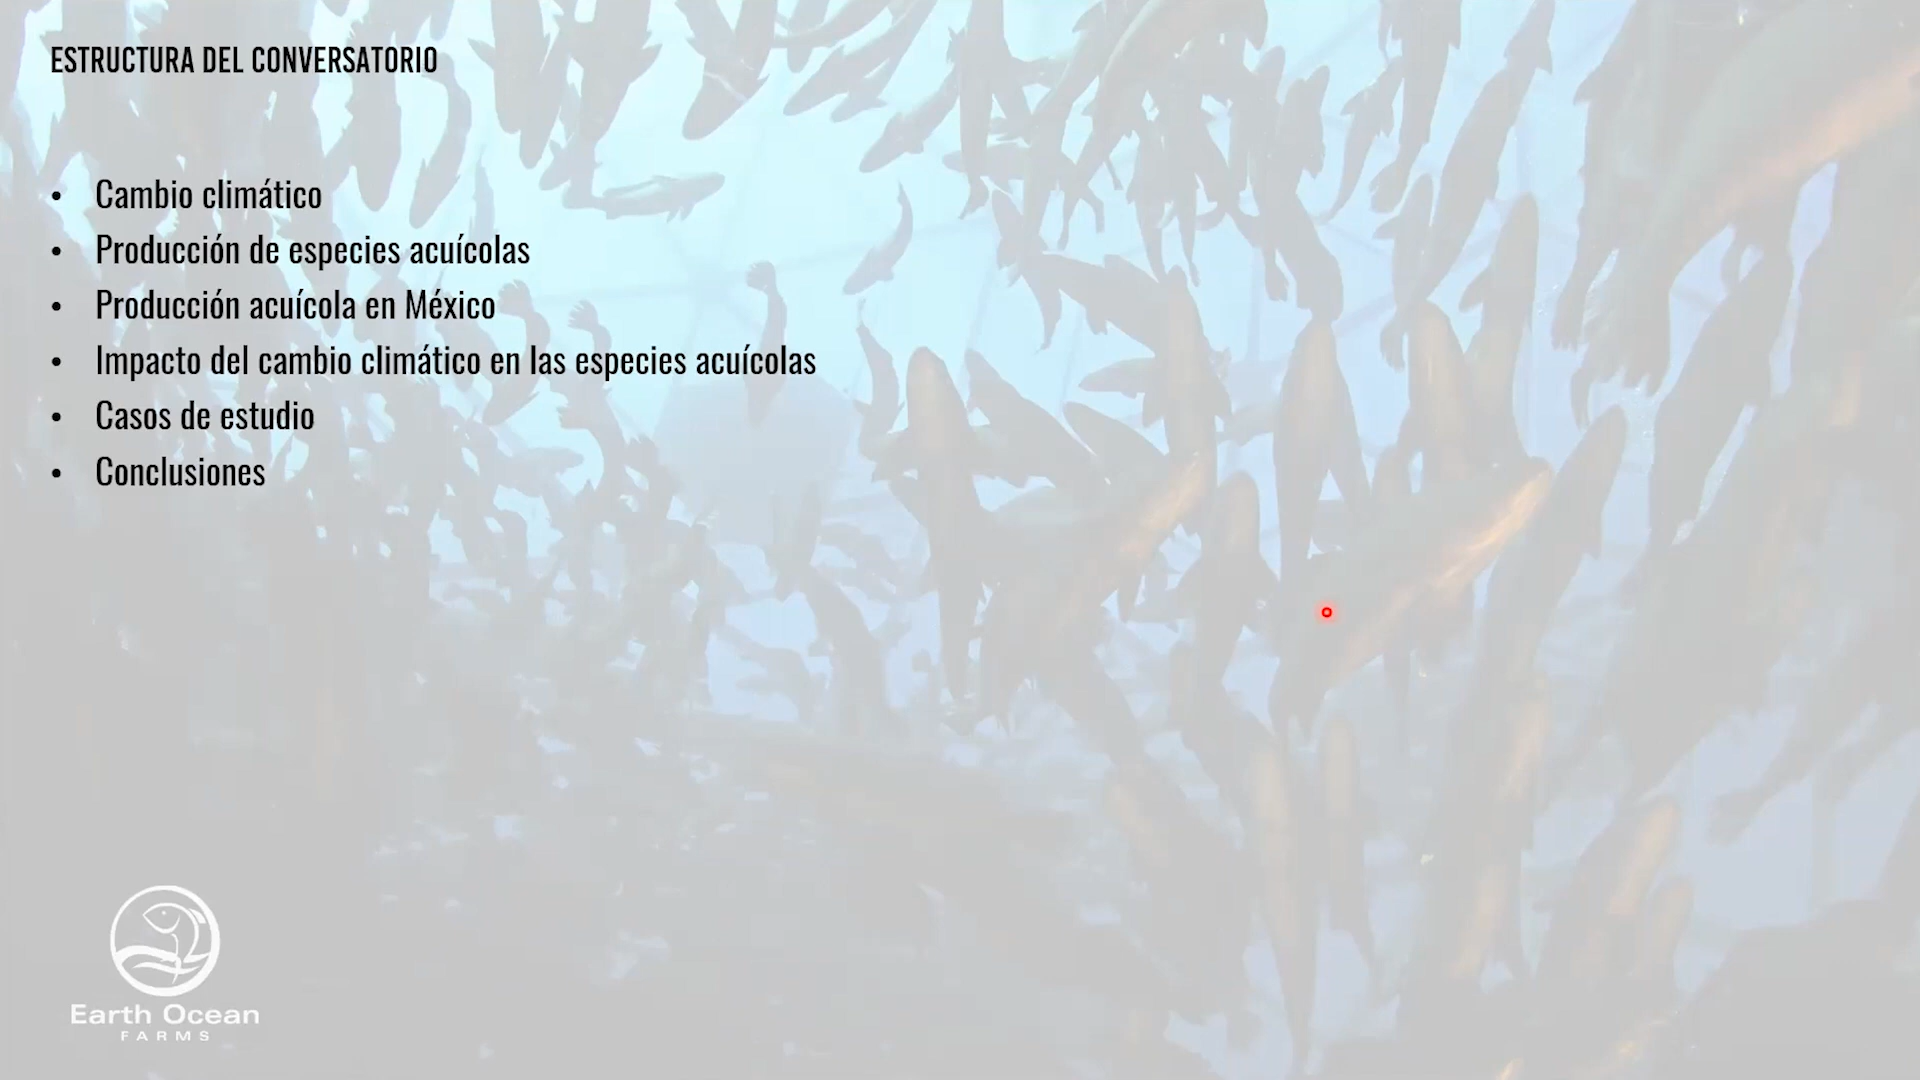 ESTRUCTURA DEL CONVERSATORIO
• Cambio climático
• Producción de especies acuícolas
• Producción acuícola en México
• Impacto del cambio climático en las especies acuícolas
• Casos de estudio
• Conclusiones
Earth Ocean
FARMS